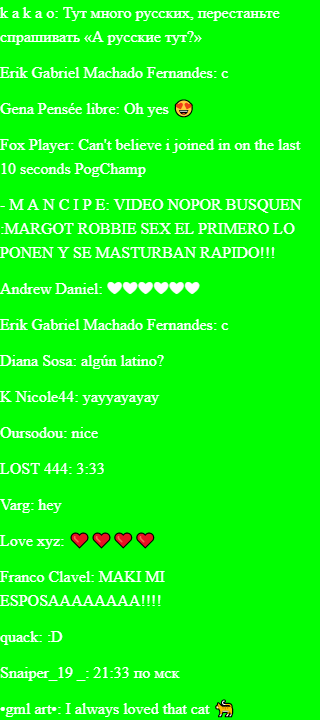 k a k a o: Тут много русских, перестаньте
спрашивать «А русские тут?»
Erik Gabriel Machado Fernandes: c
Gena Pensée libre: Oh yes 😍
Fox Player: Can't believe i joined in on the last
10 seconds PogChamp
- M A N C I P E: VIDEO NOPOR BUSQUEN
:MARGOT ROBBIE SEX EL PRIMERO LO
PONEN Y SE MASTURBAN RAPIDO!!!
Andrew Daniel: 🤍🤍🤍🤍🤍🤍
Erik Gabriel Machado Fernandes: c
Diana Sosa: algún latino?
K Nicole44: yayyayayay
Oursodou: nice
LOST 444: 3:33
Varg: hey
Love xyz: ❤️❤️❤️❤️
Franco Clavel: MAKI MI
ESPOSAAAAAAAA!!!!
quack: :D
Snaiper_19 _: 21:33 по мск
•gml art•: I always loved that cat 🐈